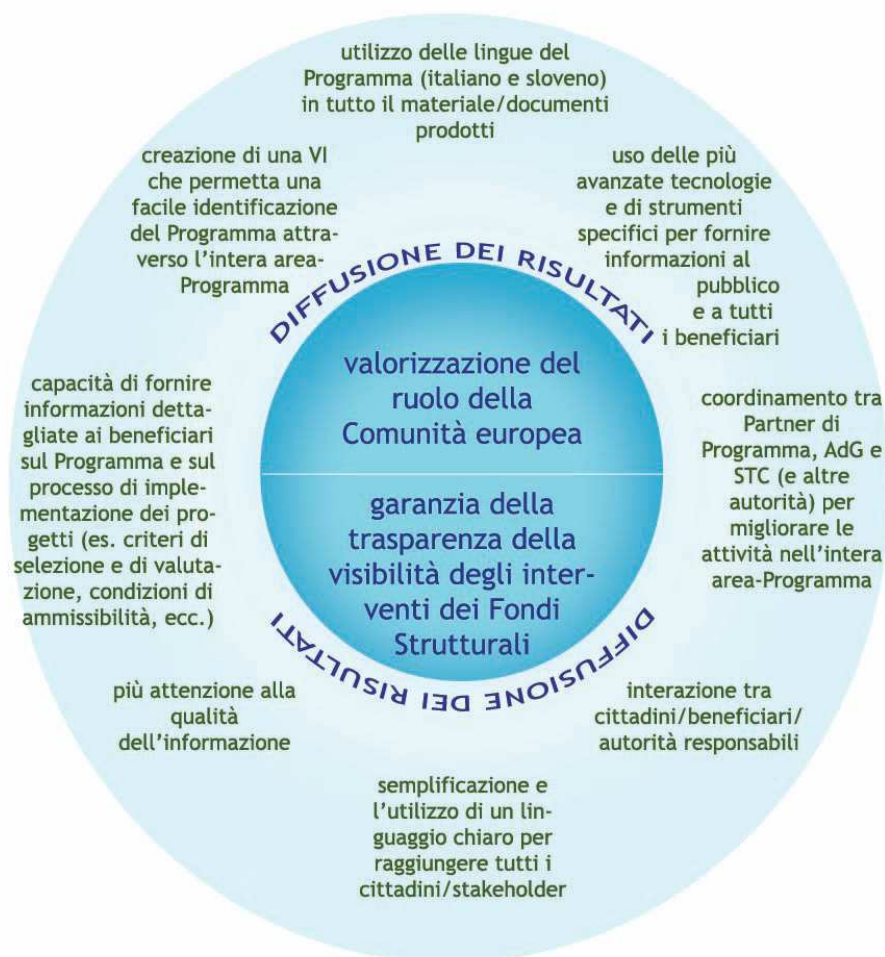 utilizzo delle lingue del
Programma (italiano e sloveno)
in tutto il materiale/documenti
prodotti
creazione di una VI
che permetta una
facile identificazione
del Programma attra-
verso l'intera area-
Programma
uso delle più
avanzate tecnologie
e di strumenti
specifici per fornire
informazioni al
pubblico
e a tutti
i beneficiari
DIFFUSIONE DEI RISULTATI
valorizzazione del
ruolo della
Comunità europea
garanzia della
trasparenza della
visibilità degli inter-
venti dei Fondi
Strutturali
DIFFUSIONE DEI RISULTATI
capacità di fornire
informazioni detta-
gliate ai beneficiari
sul Programma e sul
processo di imple-
mentazione dei pro-
getti (es. criteri di
selezione e di valuta-
zione, condizioni di
ammissibilità, ecc.)
coordinamento tra
Partner di
Programma, AdG e
STC (e altre
autorità) per
migliorare le
attività nell'intera
area-Programma
più attenzione alla
qualità
dell'informazione
interazione tra
cittadini/beneficiari/
autorità responsabili
semplificazione e
l'utilizzo di un lin-
guaggio chiaro per
raggiungere tutti i
cittadini/stakeholder